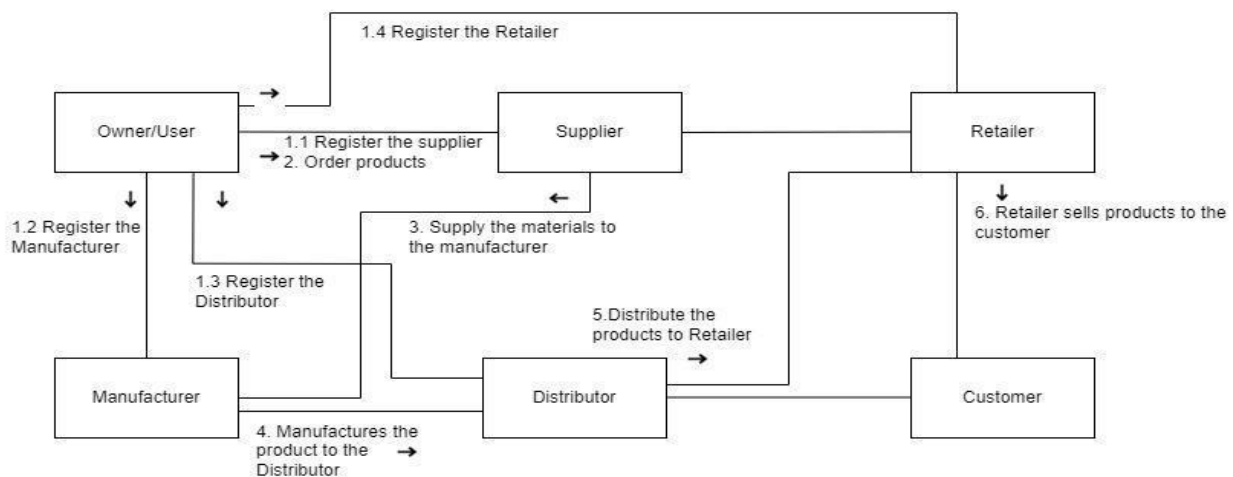 1.4 Register the Retailer
Owner/User
Supplier
Retailer
1.1 Register the supplier
2. Order products
1.2 Register the
Manufacturer
3. Supply the materials to
the manufacturer
6. Retailer sells products to the
customer
1.3 Register the
Distributor
5.Distribute the
products to Retailer
Manufacturer
Distributor
Customer
4. Manufactures the
product to the
Distributor